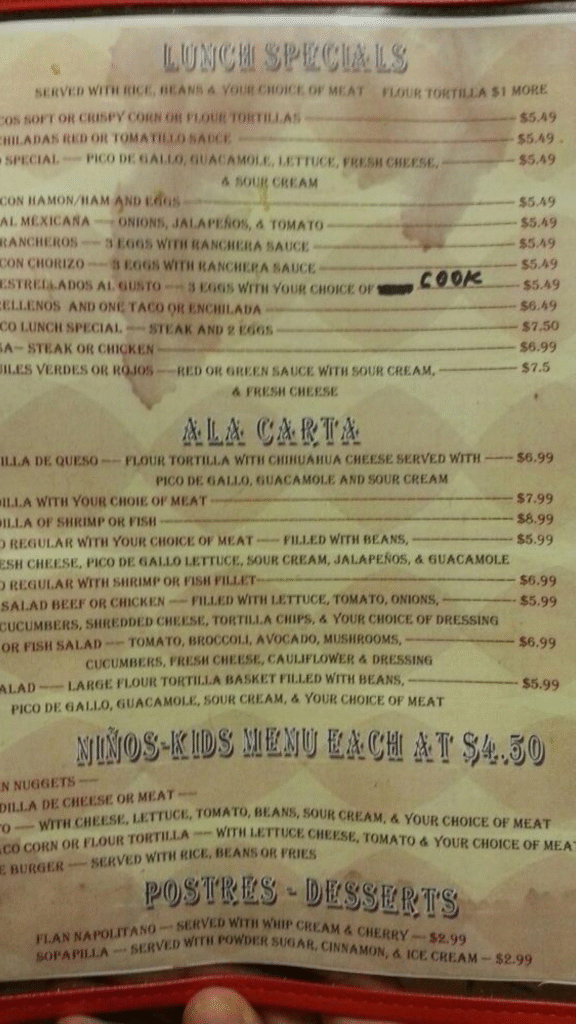 LUNCH SPECIALS
SERVED WITH RICE, BEANS & YOUR CHOICE OF MEAT FLOUR TORTILLA $1 MORE
COS SOFT OR CRISPY CORN OR FLOUR TORTILLAS $5.49
CHILADAS RED OR TOMATILLO SAUCE $5.49
SPECIAL — PICO DE GALLO, GUACAMOLE, LETTUCE, FRESH CHEESE, $5.49
& SOUR CREAM
CON HAMON/HAM AND EGGS $5.49
AL MEXICAÑA — ONIONS, JALAPEÑOS, & TOMATO $5.49
RANCHEROS — 3 EGGS WITH RANCHERA SAUCE $5.49
CON CHORIZO — 3 EGGS WITH RANCHERA SAUCE $5.49
ESTRELLADOS AL GUSTO — 3 EGGS WITH YOUR CHOICE OF COOK $5.49
RELLENOS AND ONE TACO OR ENCHILADA $6.49
CO LUNCH SPECIAL — STEAK AND 2 EGGS $7.50
SA— STEAK OR CHICKEN $6.99
UILES VERDES OR ROJOS — RED OR GREEN SAUCE WITH SOUR CREAM, $7.5
& FRESH CHEESE
ALA CARTA
ILLA DE QUESO — FLOUR TORTILLA WITH CHIHUAHUA CHEESE SERVED WITH $6.99
PICO DE GALLO, GUACAMOLE AND SOUR CREAM
DILLA WITH YOUR CHOIE OF MEAT $7.99
DILLA OF SHRIMP OR FISH $8.99
O REGULAR WITH YOUR CHOICE OF MEAT — FILLED WITH BEANS, $5.99
ESH CHEESE, PICO DE GALLO LETTUCE, SOUR CREAM, JALAPEÑOS, & GUACAMOLE
O REGULAR WITH SHRIMP OR FISH FILLET $6.99
SALAD BEEF OR CHICKEN — FILLED WITH LETTUCE, TOMATO, ONIONS, $5.99
CUCUMBERS, SHREDDED CHEESE, TORTILLA CHIPS, & YOUR CHOICE OF DRESSING
OR FISH SALAD — TOMATO, BROCCOLI, AVOCADO, MUSHROOMS, $6.99
CUCUMBERS, FRESH CHEESE, CAULIFLOWER & DRESSING
ALAD — LARGE FLOUR TORTILLA BASKET FILLED WITH BEANS, $5.99
PICO DE GALLO, GUACAMOLE, SOUR CREAM, & YOUR CHOICE OF MEAT
NIÑOS-KIDS MENU EACH AT $4.50
EN NUGGETS —
DILLA DE CHEESE OR MEAT —
TO — WITH CHEESE, LETTUCE, TOMATO, BEANS, SOUR CREAM, & YOUR CHOICE OF MEAT
ACO CORN OR FLOUR TORTILLA — WITH LETTUCE CHEESE, TOMATO & YOUR CHOICE OF MEA
E BURGER — SERVED WITH RICE, BEANS OR FRIES
POSTRES - DESSERTS
FLAN NAPOLITANO — SERVED WITH WHIP CREAM & CHERRY — $2.99
SOPAPILLA — SERVED WITH POWDER SUGAR, CINNAMON, & ICE CREAM — $2.99